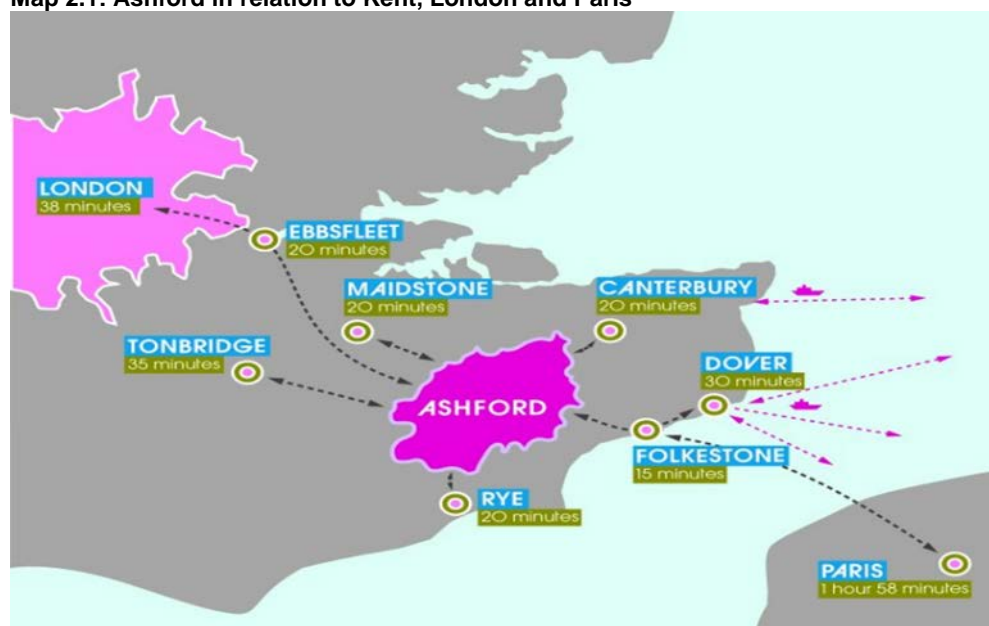 Map 2.1: Ashford in relation to Kent, London and Paris
LONDON
38 minutes
EBBSFLEET
20 minutes
MAIDSTONE
20 minutes
CANTERBURY
20 minutes
TONBRIDGE
35 minutes
DOVER
30 minutes
ASHFORD
FOLKESTONE
15 minutes
RYE
20 minutes
PARIS
1 hour 58 minutes